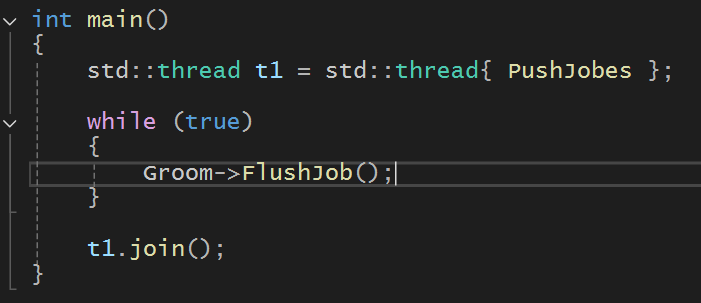 int main()
{
std::thread t1 = std::thread{ PushJobes };
while (true)
{
Groom->FlushJob();
}
t1.join();
}